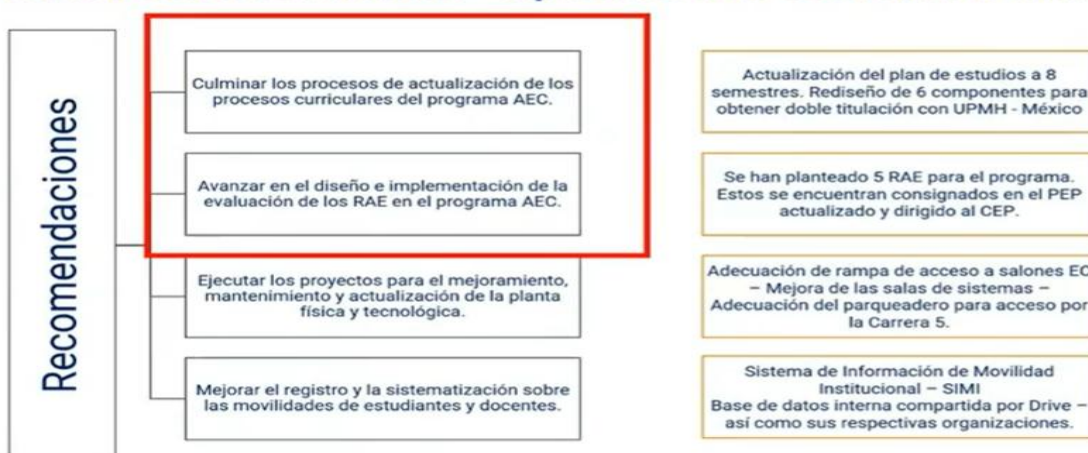 Recomendaciones
Culminar los procesos de actualización de los
procesos curriculares del programa AEC.
Actualización del plan de estudios a 8
semestres. Rediseño de 6 componentes para
obtener doble titulación con UPMH - México
Avanzar en el diseño e implementación de la
evaluación de los RAE en el programa AEC.
Se han planteado 5 RAE para el programa.
Estos se encuentran consignados en el PEP
actualizado y dirigido al CEP.
Ejecutar los proyectos para el mejoramiento,
mantenimiento y actualización de la planta
física y tecnológica.
Adecuación de rampa de acceso a salones EC
– Mejora de las salas de sistemas –
Adecuación del parqueadero para acceso por
la Carrera 5.
Mejorar el registro y la sistematización sobre
las movilidades de estudiantes y docentes.
Sistema de Información de Movilidad
Institucional – SIMI
Base de datos interna compartida por Drive –
así como sus respectivas organizaciones.